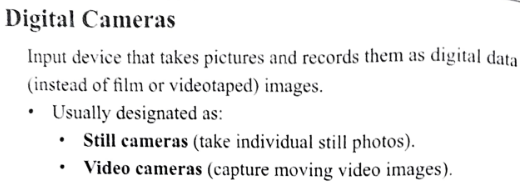 Digital Cameras
Input device that takes pictures and records them as digital data
(instead of film or videotaped) images.
• Usually designated as:
• Still cameras (take individual still photos).
• Video cameras (capture moving video images).